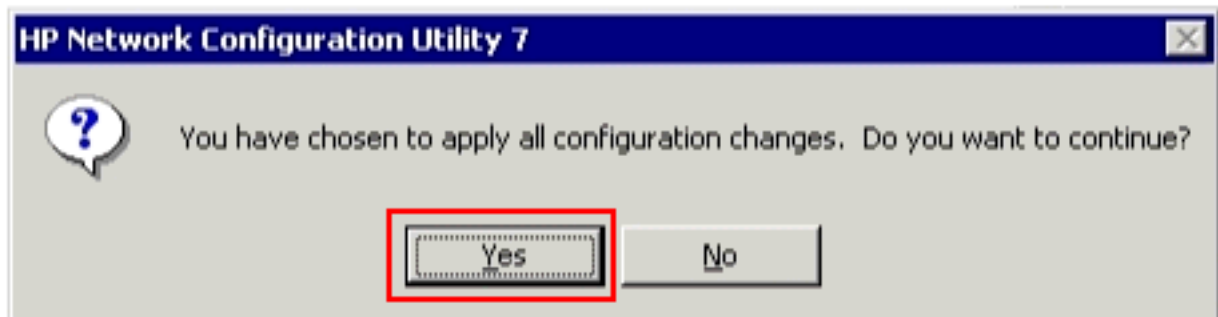 HP Network Configuration Utility 7
You have chosen to apply all configuration changes. Do you want to continue?
Yes
No